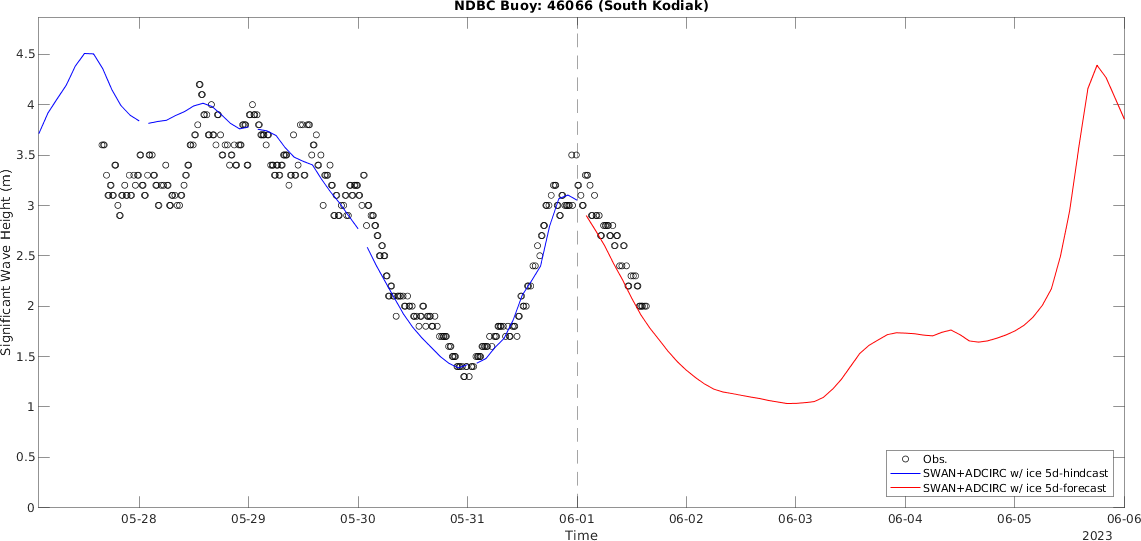 NDBC Buoy: 46066 (South Kodiak)
4.5
4
3.5
3
2.5
2
1.5
1
0.5
0
Significant Wave Height (m)
05-28 05-29 05-30 05-31 06-01 06-02 06-03 06-04 06-05 06-06
Time
2023
Obs.
SWAN+ADCIRC w/ ice 5d-hindcast
SWAN+ADCIRC w/ ice 5d-forecast